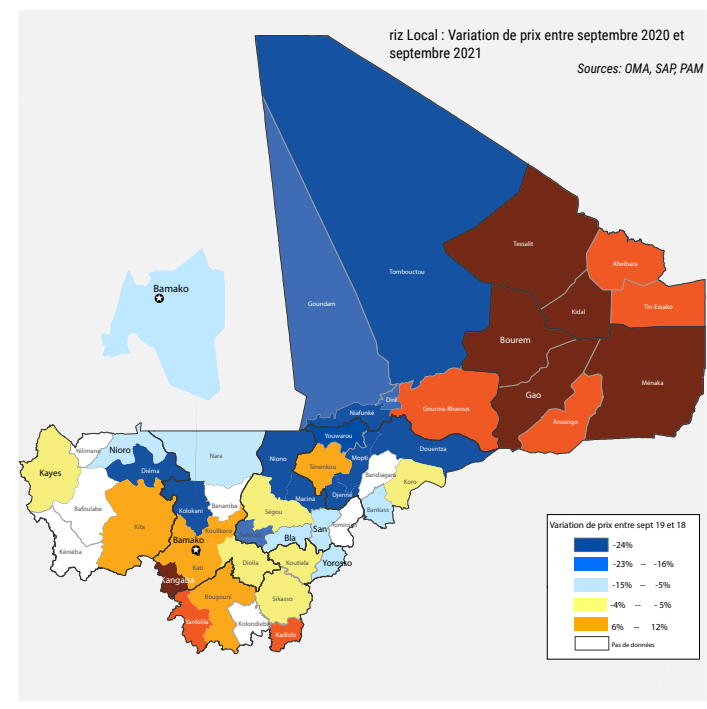 riz Local : Variation de prix entre septembre 2020 et
septembre 2021
Sources: OMA, SAP, PAM
Tessalit
Abeibara
Tombouctou
Bamako
Goundam
Tin-Essako
Kidal
Bourem
Ménaka
Gao
Diré
Gourma-Rharous
Niafunké
Ansongo
Youwarou
Nioro
Yélimané
Douentza
Nara
Niono
Mopti
Ténenkou
Kayes
Diéma
Bandiagara
Koro
Djenné
Macina
Bafoulabe
Kolokani
Banamba
Ségou
Bankass
Kita
San
Tominian
Koulikoro
Bla
Bamako
Kéniéba
Dioila
Koutiala
Yorosso
Kati
Kangaba
Bougouni
Sikasso
Yanfolila
Kolondieba
Kadiolo
Variation de prix entre sept 19 et 18
-24%
-23% -- -16%
-15% -- -5%
-4% -- 5%
6% -- 12%
Pas de données